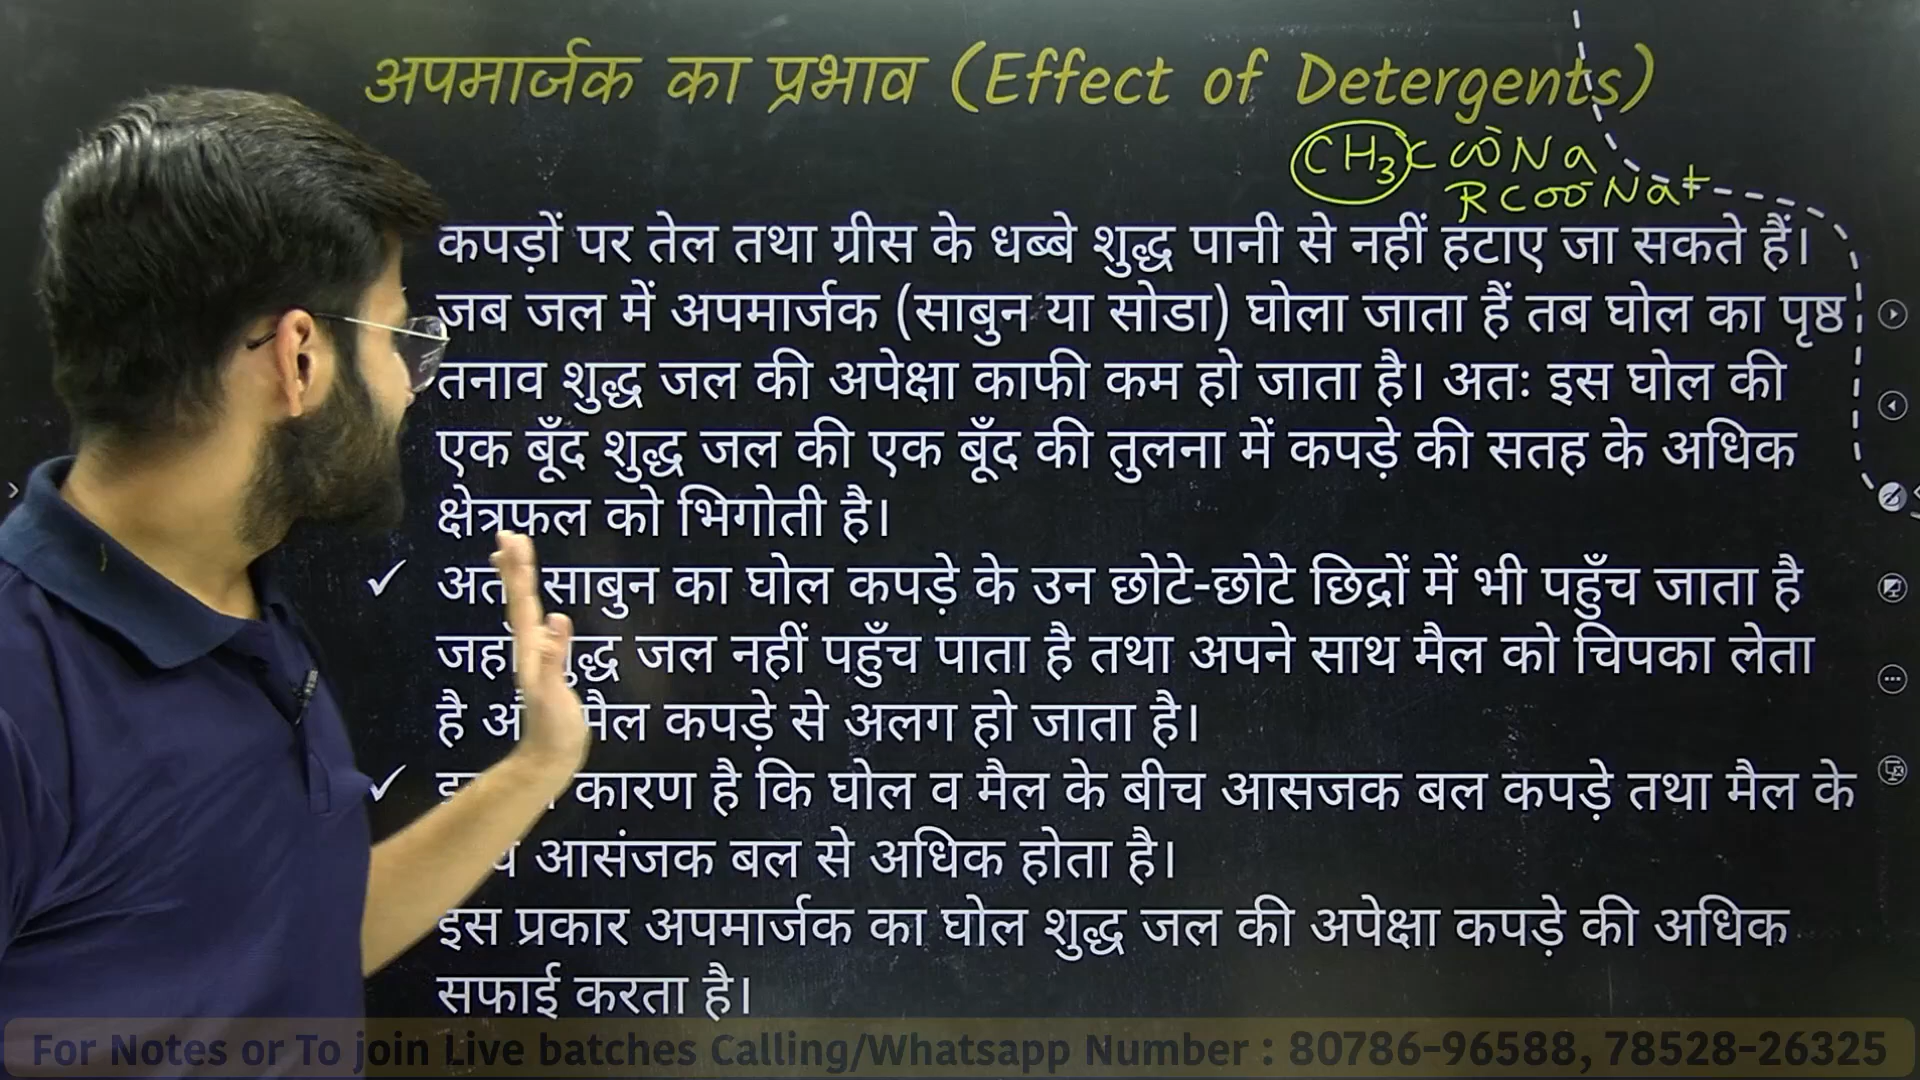 अपमार्जक का प्रभाव (Effect of Detergents)
CH3COONa
RCOONa+
कपड़ों पर तेल तथा ग्रीस के धब्बे शुद्ध पानी से नहीं हटाए जा सकते हैं।
जब जल में अपमार्जक (साबुन या सोडा) घोला जाता हैं तब घोल का पृष्ठ
तनाव शुद्ध जल की अपेक्षा काफी कम हो जाता है। अतः इस घोल की
एक बूँद शुद्ध जल की एक बूँद की तुलना में कपड़े की सतह के अधिक
क्षेत्रफल को भिगोती है।
✓ साबुन का घोल कपड़े के उन छोटे-छोटे छिद्रों में भी पहुँच जाता है
जल नहीं पहुँच पाता है तथा अपने साथ मैल को चिपका लेता
है मैल कपड़े से अलग हो जाता है।
✓ कारण है कि घोल व मैल के बीच आसजक बल कपड़े तथा मैल के
आसंजक बल से अधिक होता है।
इस प्रकार अपमार्जक का घोल शुद्ध जल की अपेक्षा कपड़े की अधिक
सफाई करता है।
For Notes or To join Live batches Calling/Whatsapp Number : 80786-96588, 78528-26325